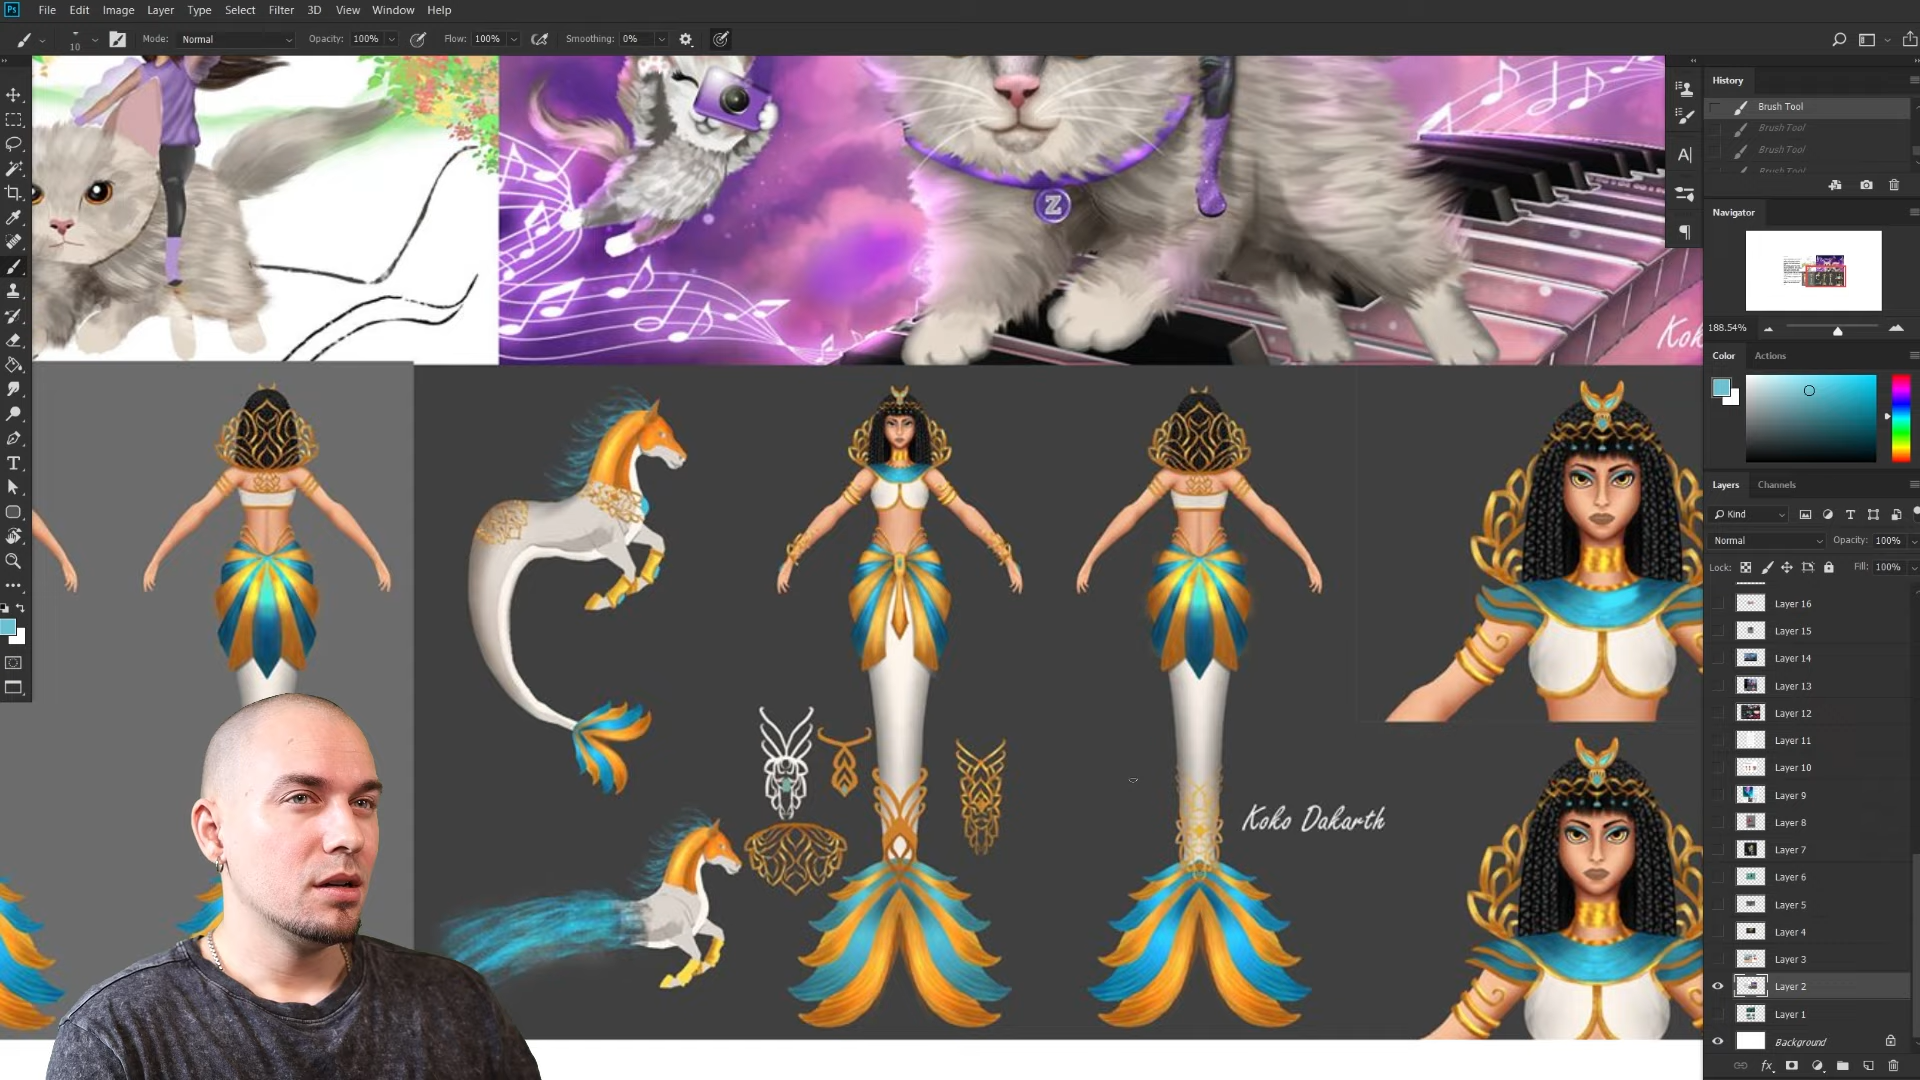 Ps File Edit Image Layer Type Select Filter 3D View Window Help
10 Mode: Normal Opacity: 100% Flow: 100% Smoothing: 0%
History
Brush Tool
Brush Tool
Brush Tool
Brush Tool
Navigator
188.54%
Color Actions
Layers Channels
Kind
Normal Opacity: 100%
Lock: Fill: 100%
Layer 16
Layer 15
Layer 14
Layer 13
Layer 12
Layer 11
Layer 10
Layer 9
Layer 8
Layer 7
Layer 6
Layer 5
Layer 4
Layer 3
Layer 2
Layer 1
Background
Z
Kok
Koko Dakarth